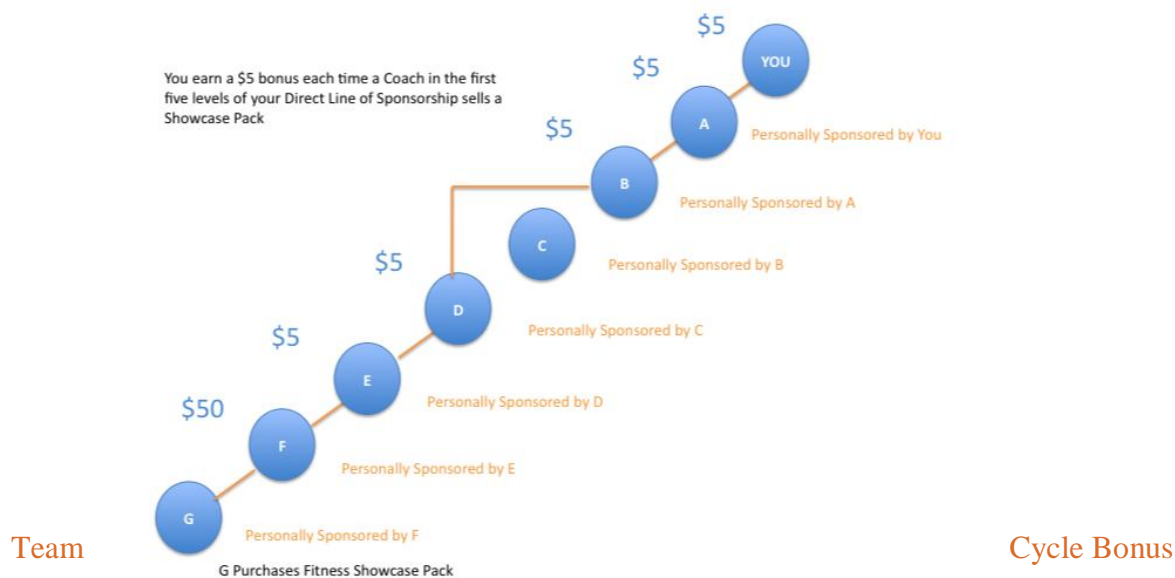 $5
YOU
You earn a $5 bonus each time a Coach in the first
five levels of your Direct Line of Sponsorship sells a
Showcase Pack
$5
A
Personally Sponsored by You
$5
B
Personally Sponsored by A
C
Personally Sponsored by B
$5
D
Personally Sponsored by C
$5
E
Personally Sponsored by D
$50
F
Personally Sponsored by E
G
Personally Sponsored by F
Team Cycle Bonus
G Purchases Fitness Showcase Pack